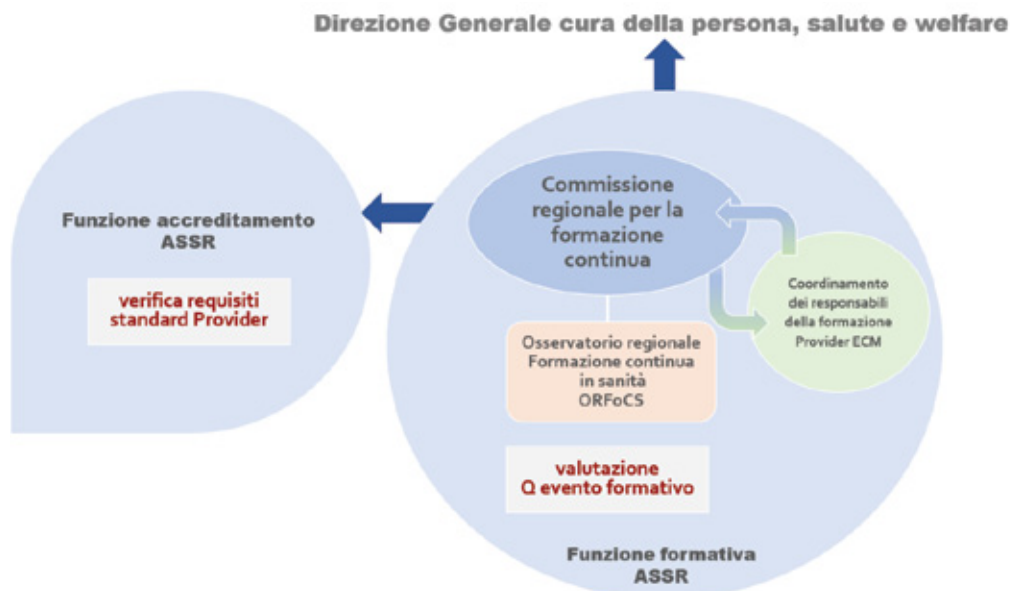 Direzione Generale cura della persona, salute e welfare
Funzione accreditamento
ASSR
verifica requisiti
standard Provider
Commissione
regionale per la
formazione
continua
Coordinamento
dei responsabili
della formazione
Provider ECM
Osservatorio regionale
Formazione continua
in sanità
ORFoCS
valutazione
Q evento formativo
Funzione formativa
ASSR